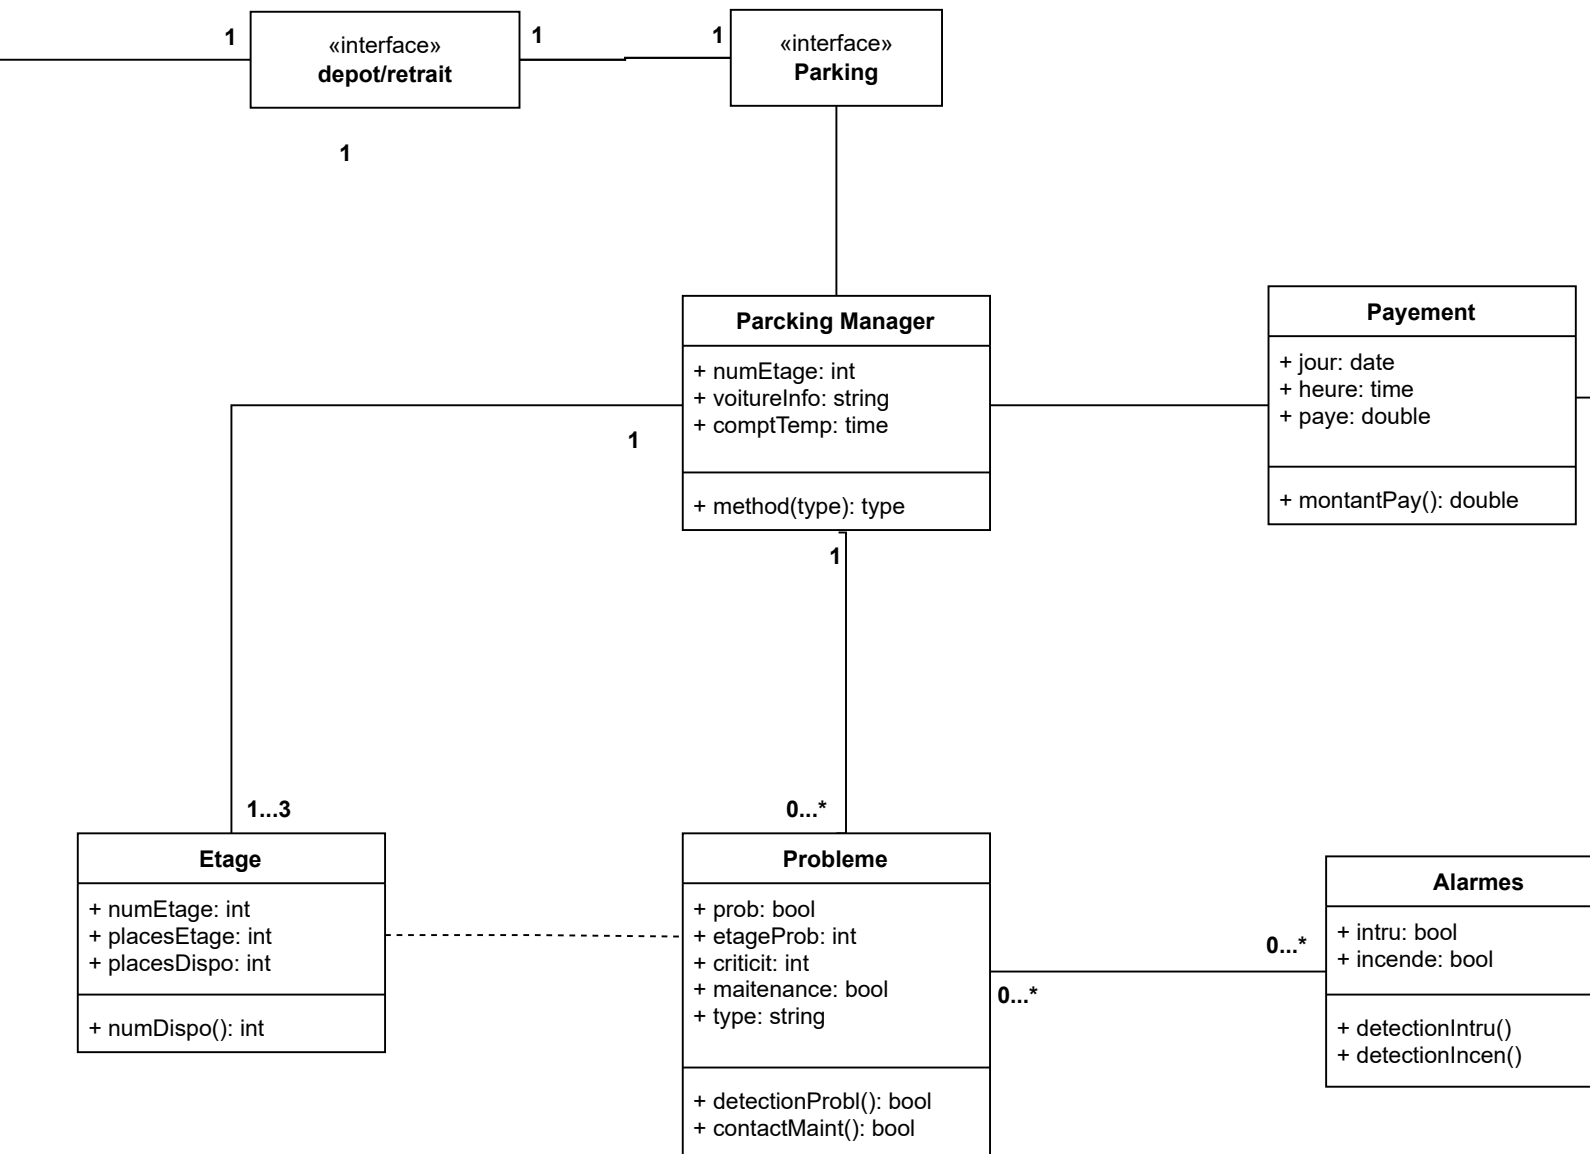 1
«interface»
depot/retrait
1
1
«interface»
Parking
1
Parcking Manager
+ numEtage: int
+ voitureInfo: string
+ comptTemp: time
+ method(type): type
Payement
+ jour: date
+ heure: time
+ paye: double
+ montantPay(): double
1
1
1...3
0...*
Etage
+ numEtage: int
+ placesEtage: int
+ placesDispo: int
+ numDispo(): int
Probleme
+ prob: bool
+ etageProb: int
+ criticit: int
+ maitenance: bool
+ type: string
+ detectionProbl(): bool
+ contactMaint(): bool
0...*
0...*
Alarmes
+ intru: bool
+ incende: bool
+ detectionIntru()
+ detectionIncen()